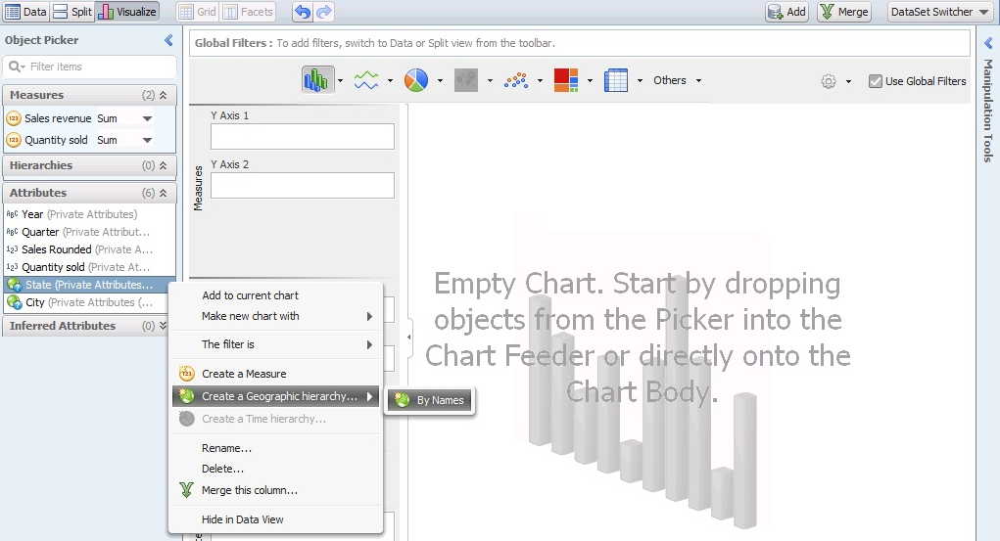 Data Split Visualize Grid Facets Add Merge DataSet Switcher
Object Picker
Filter items
Measures (2)
Sales revenue Sum
Quantity sold Sum
Hierarchies (0)
Attributes (6)
ABC Year (Private Attributes)
ABC Quarter (Private Attribut...
123 Sales Rounded (Private A...
123 Quantity sold (Private At...
State (Private Attributes...
City (Private Attributes (...
Inferred Attributes (0)
Global Filters : To add filters, switch to Data or Split view from the toolbar.
Others
Use Global Filters
Y Axis 1
Y Axis 2
Measures
Add to current chart
Make new chart with
The filter is
Create a Measure
Create a Geographic hierarchy...
By Names
Create a Time hierarchy...
Rename...
Delete...
Merge this column...
Hide in Data View
Empty Chart. Start by dropping
objects from the Picker into the
Chart Feeder or directly onto the
Chart Body.
Manipulation Tools